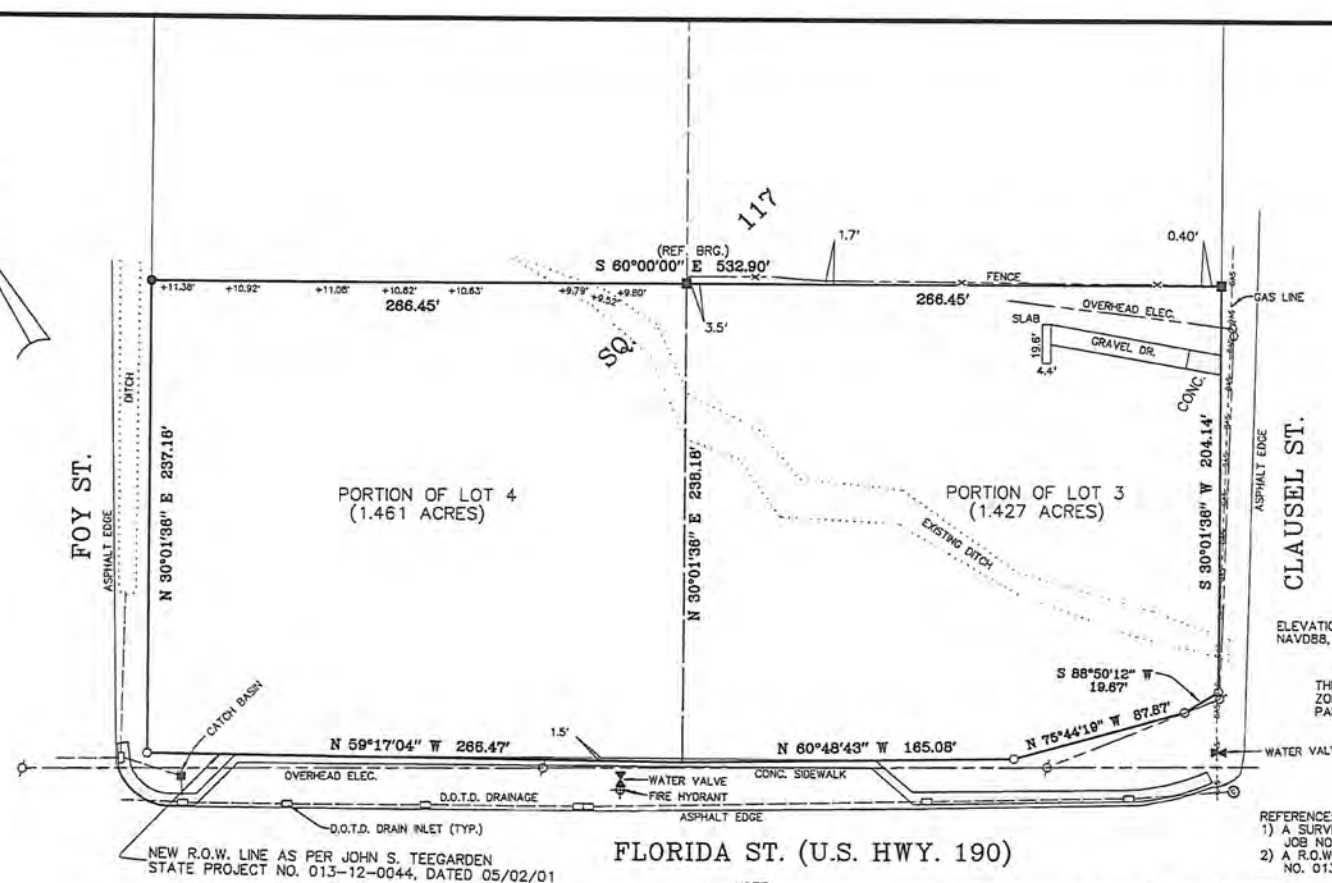 117
(REF. BRG.)
S 60°00'00" E 532.90'
1.7'
0.40'
+11.38'
+10.92'
+11.05'
+10.82'
+10.63'
+9.79'
+9.52'
+9.80'
266.45'
FENCE
266.45'
GAS LINE
OVERHEAD ELEC.
SLAB
3.5'
SQ.
19.6'
GRAVEL DR.
4.4'
CONC.
DITCH
FOY ST.
ASPHALT EDGE
N 30°01'36" E 237.16'
PORTION OF LOT 4
(1.461 ACRES)
N 30°01'36" E 238.18'
PORTION OF LOT 3
(1.427 ACRES)
EXISTING DITCH
S 30°01'36" W 204.14'
GAS
ASPHALT EDGE
CLAUSEL ST.
ELEVATIO
NAVD88,
S 88°50'12" W
19.67'
TH
ZO
PA
CATCH BASIN
N 59°17'04" W 266.47'
1.5'
N 60°48'43" W 165.08'
N 75°44'19" W 87.87'
WATER VALV
OVERHEAD ELEC.
WATER VALVE
CONC. SIDEWALK
FIRE HYDRANT
D.O.T.D. DRAINAGE
ASPHALT EDGE
D.O.T.D. DRAIN INLET (TYP.)
NEW R.O.W. LINE AS PER JOHN S. TEEGARDEN
STATE PROJECT NO. 013-12-0044, DATED 05/02/01
FLORIDA ST. (U.S. HWY. 190)
REFERENCES
1) A SURV
JOB NO
2) A R.O.W
NO. 013